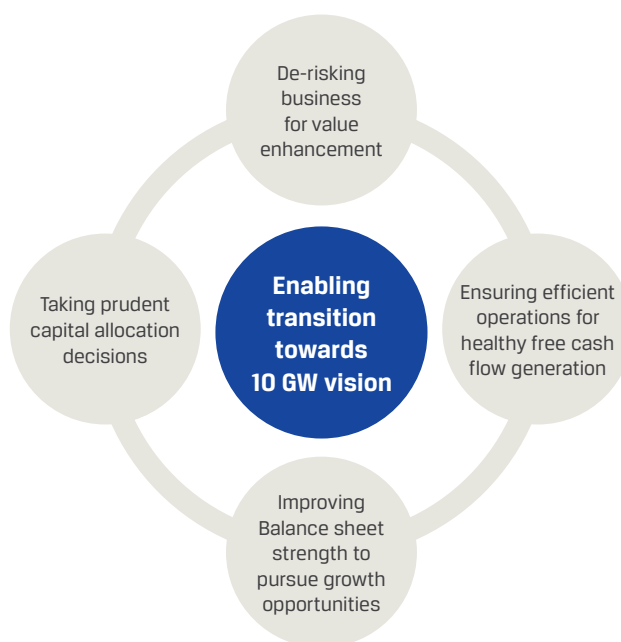 De-risking
business
for value
enhancement
Taking prudent
capital allocation
decisions
Enabling
transition
towards
10 GW vision
Ensuring efficient
operations for
healthy free cash
flow generation
Improving
Balance sheet
strength to
pursue growth
opportunities